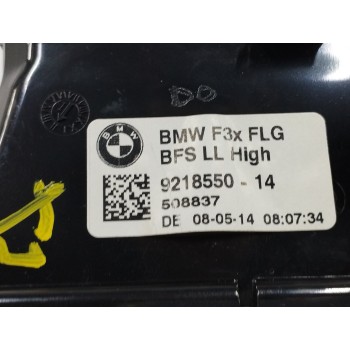 BMW
BMW F3x FLG
BFS LL High
9218550 - 14
508837
DE 08-05-14 08:07:34